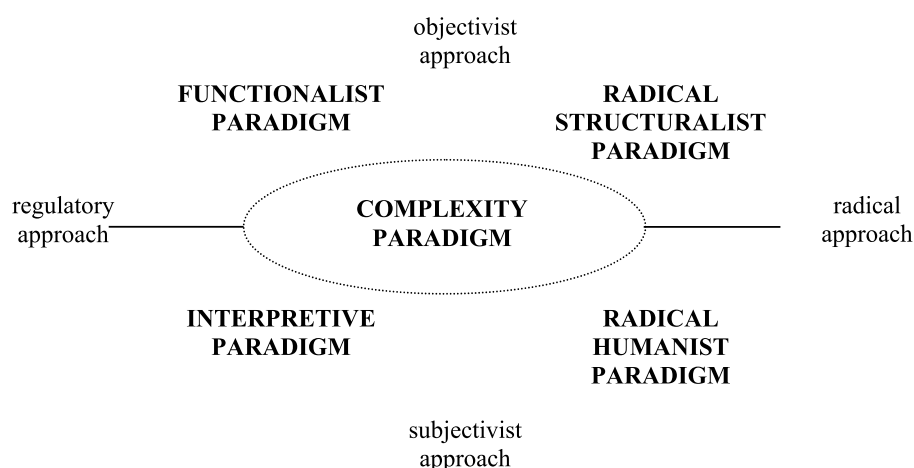 objectivist
approach
FUNCTIONALIST
PARADIGM
RADICAL
STRUCTURALIST
PARADIGM
regulatory
approach
COMPLEXITY
PARADIGM
radical
approach
INTERPRETIVE
PARADIGM
RADICAL
HUMANIST
PARADIGM
subjectivist
approach